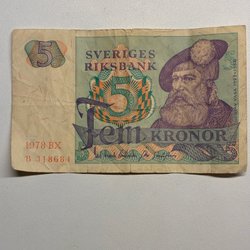 5
SVERIGES
RIKSBANK
5
Fem KRONOR
1978 BX
B 318684
5